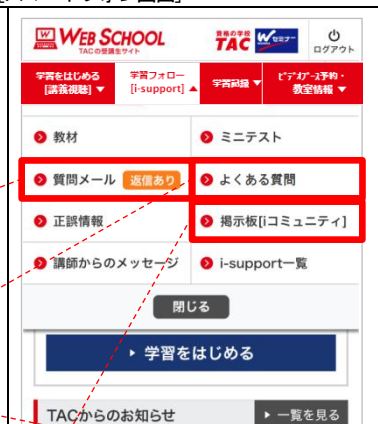 WEB SCHOOL
TACの受講生サイト
資格の学校
TAC
Wセミナー
ログアウト
学習をはじめる
[講義視聴] ▼
学習フォロー
[i-support] ▲
学習記録 ▼
ビデオブース予約・
教室情報 ▼
教材
ミニテスト
質問メール 返信あり
よくある質問
正誤情報
掲示板[iコミュニティ]
講師からのメッセージ
i-support一覧
閉じる
学習をはじめる
TACからのお知らせ
一覧を見る